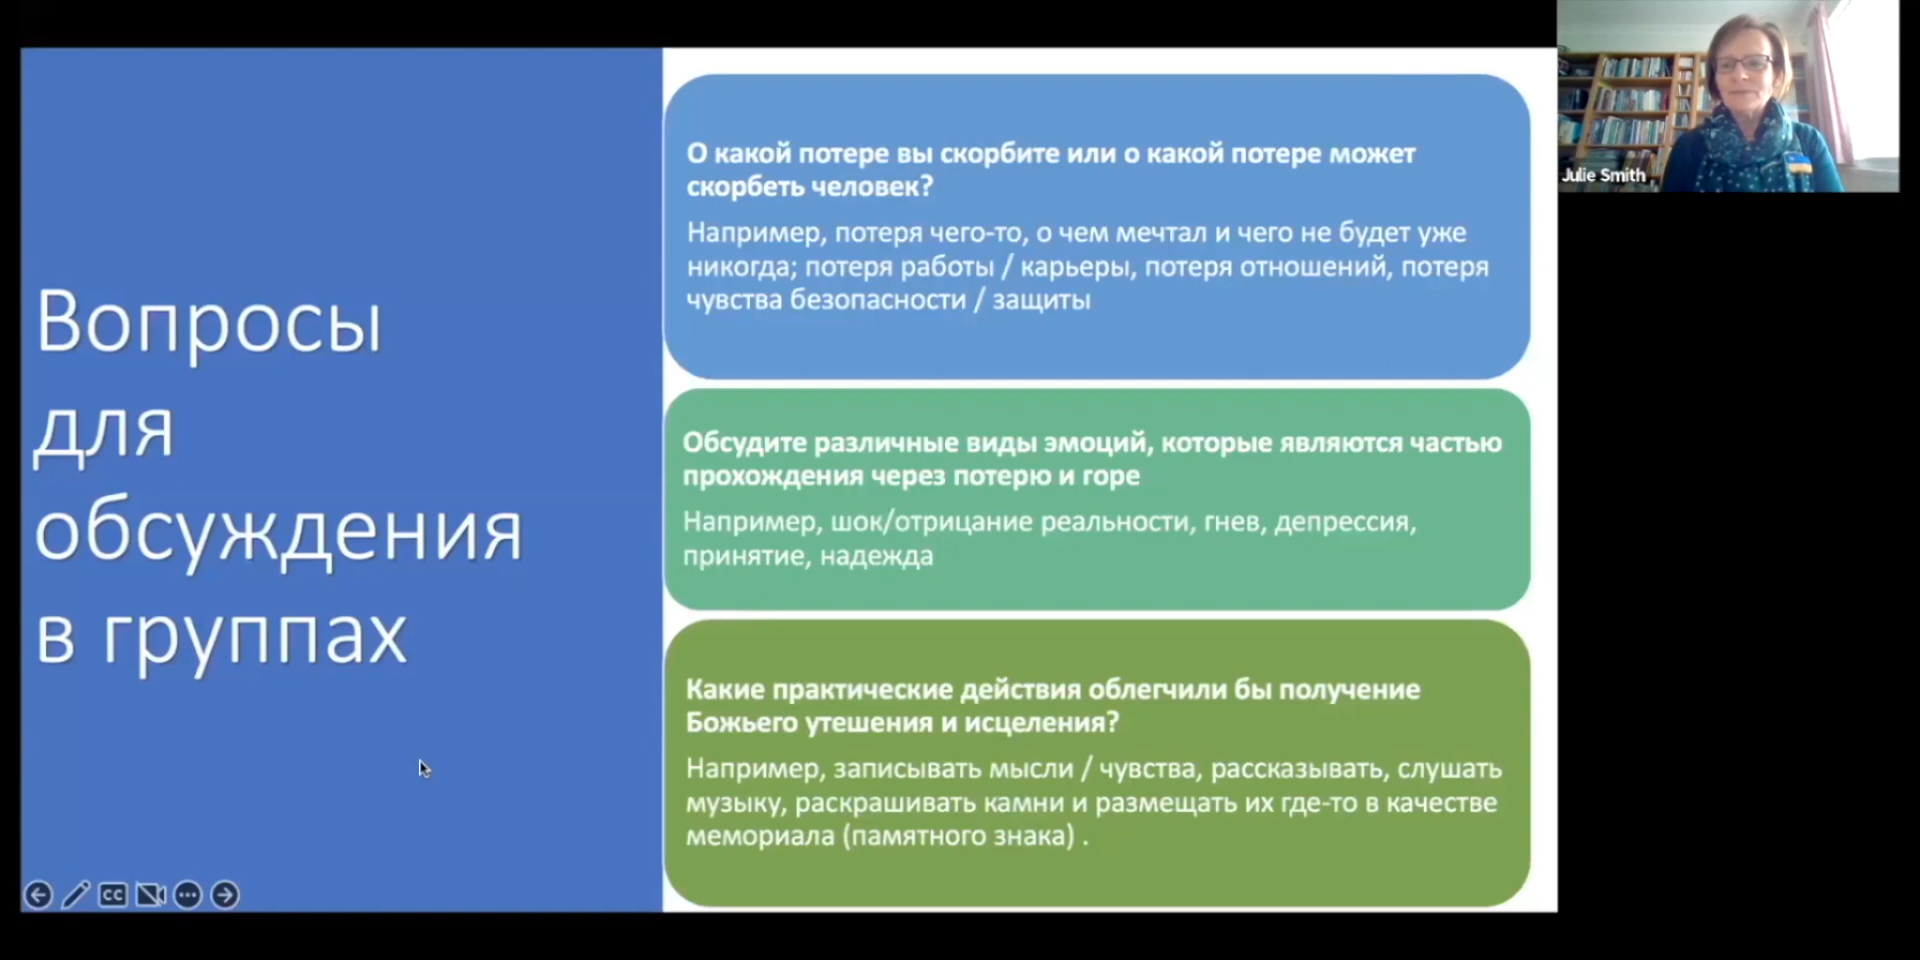 Вопросы
для
обсуждения
в группах
О какой потере вы скорбите или о какой потере может
скорбеть человек?
Например, потеря чего-то, о чем мечтал и чего не будет уже
никогда; потеря работы / карьеры, потеря отношений, потеря
чувства безопасности / защиты
Обсудите различные виды эмоций, которые являются частью
прохождения через потерю и горе
Например, шок/отрицание реальности, гнев, депрессия,
принятие, надежда
Какие практические действия облегчили бы получение
Божьего утешения и исцеления?
Например, записывать мысли / чувства, рассказывать, слушать
музыку, раскрашивать камни и размещать их где-то в качестве
мемориала (памятного знака) .
Julie Smith
CC